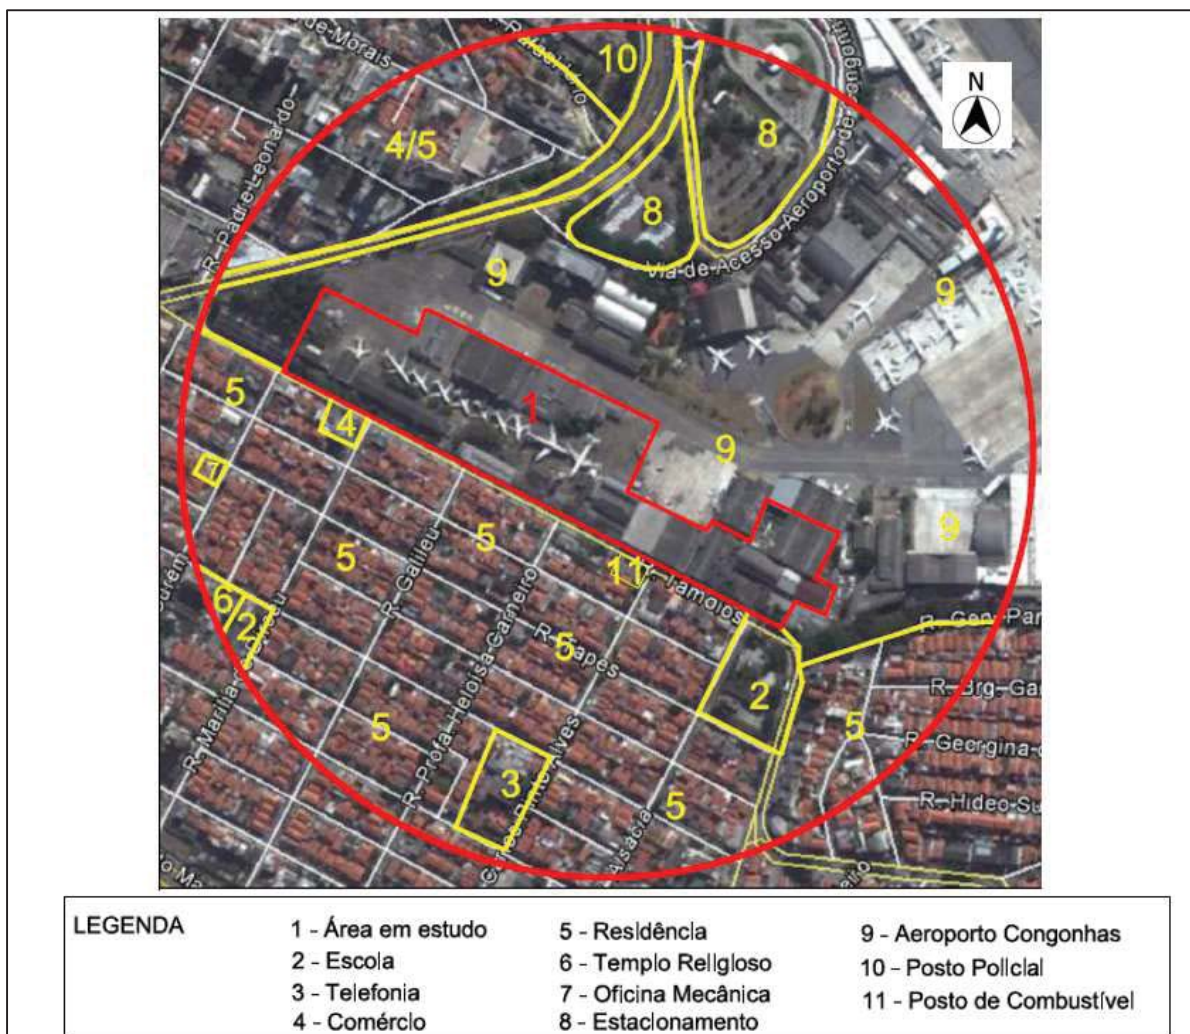 N
10
4/5
8
R. Padre Leonardo
8
Via de Acesso Aeroporto de Congonh
9
9
1
5
4
9
7
5
5
9
R. Galileu
11
R. Tamoios
6
2
R. Tapes
5
R. Gen. Par
2
R. Brg. Ga
5
R. Profa. Heloisa Carneiro
R. Marília de Dirceu
5
R. Georgina
3
5
R. Hideo Su
Alsácia
LEGENDA
1 - Área em estudo
2 - Escola
3 - Telefonia
4 - Comércio
5 - Residência
6 - Templo Religioso
7 - Oficina Mecânica
8 - Estacionamento
9 - Aeroporto Congonhas
10 - Posto Policial
11 - Posto de Combustível